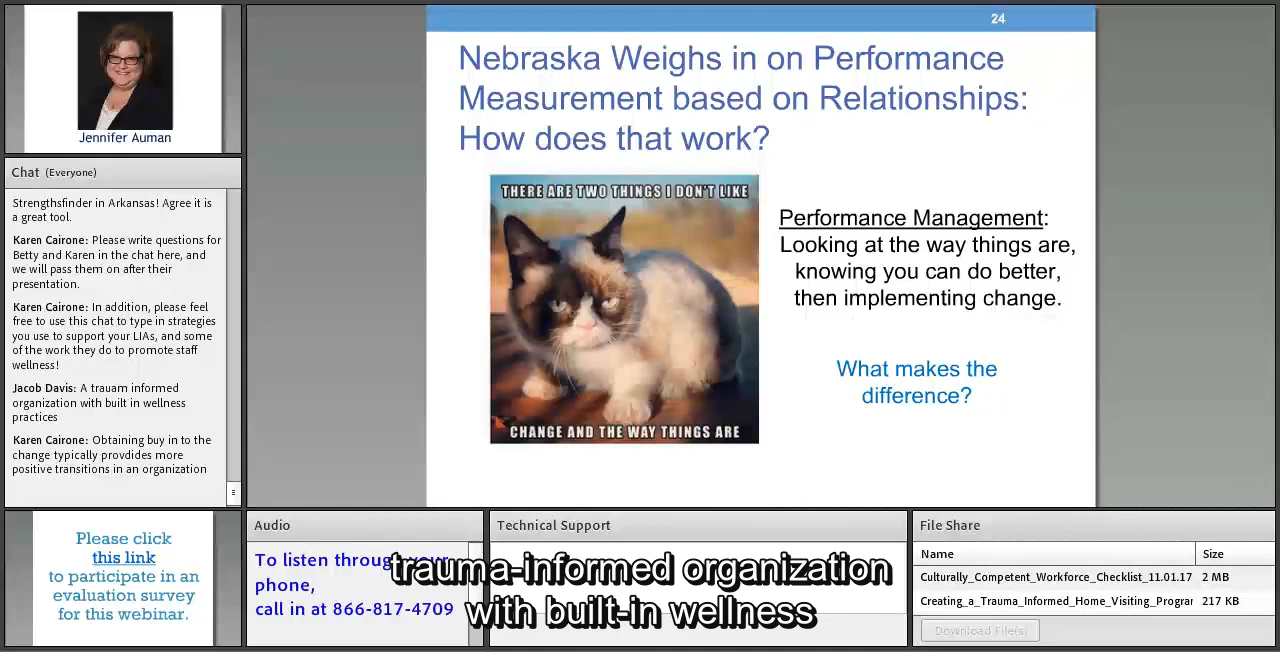 Jennifer Auman
Chat (Everyone)
Strengthsfinder in Arkansas! Agree it is
a great tool.
Karen Cairone: Please write questions for
Betty and Karen in the chat here, and
we will pass them on after their
presentation.
Karen Cairone: In addition, please feel
free to use this chat to type in strategies
you use to support your LIAs, and some
of the work they do to promote staff
wellness!
Jacob Davis: A trauam informed
organization with built in wellness
practices
Karen Cairone: Obtaining buy in to the
change typically provdides more
positive transitions in an organization
24
Nebraska Weighs in on Performance
Measurement based on Relationships:
How does that work?
THERE ARE TWO THINGS I DON'T LIKE
CHANGE AND THE WAY THINGS ARE
Performance Management:
Looking at the way things are,
knowing you can do better,
then implementing change.
What makes the
difference?
Please click
this link
to participate in an
evaluation survey
for this webinar.
Audio
To listen through your
phone,
call in at 866-817-4709
Technical Support
trauma-informed organization
with built-in wellness
File Share
Name Size
Culturally_Competent_Workforce_Checklist_11.01.17 2 MB
Creating_a_Trauma_Informed_Home_Visiting_Prograr 217 KB
Download File(s)